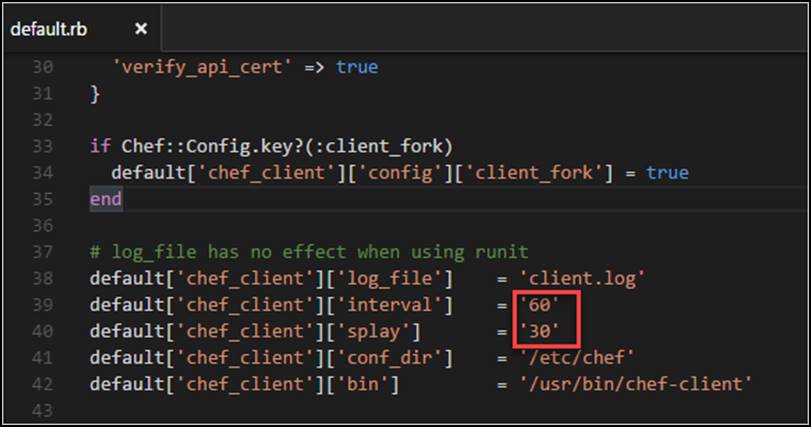 default.rb ×
30 'verify_api_cert' => true
31 }
32
33 if Chef::Config.key?(:client_fork)
34 default['chef_client']['config']['client_fork'] = true
35 end
36
37 # log_file has no effect when using runit
38 default['chef_client']['log_file'] = 'client.log'
39 default['chef_client']['interval'] = '60'
40 default['chef_client']['splay'] = '30'
41 default['chef_client']['conf_dir'] = '/etc/chef'
42 default['chef_client']['bin'] = '/usr/bin/chef-client'
43